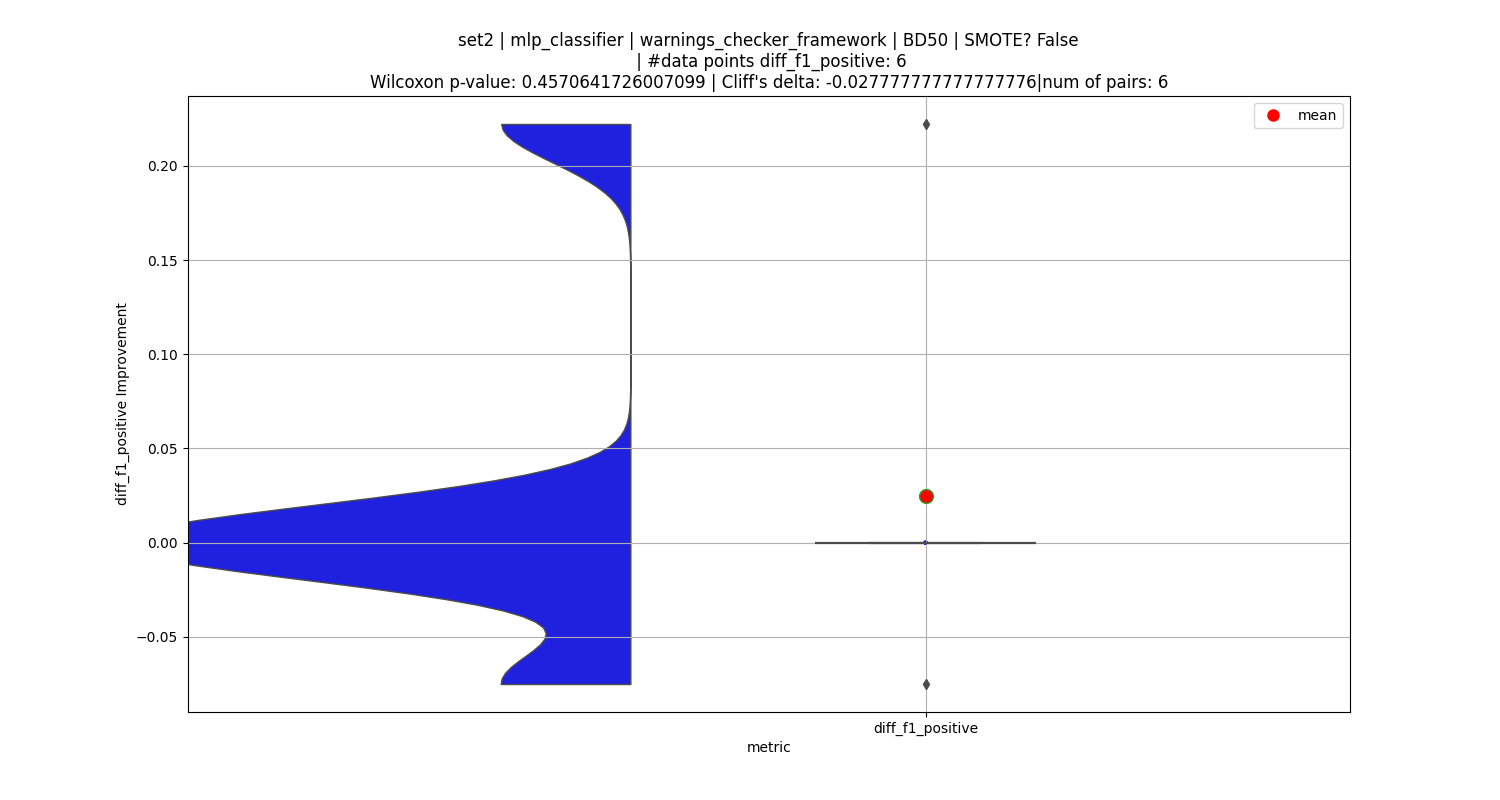 set2 | mlp_classifier | warnings_checker_framework | BD50 | SMOTE? False
| #data points diff_f1_positive: 6
Wilcoxon p-value: 0.4570641726007099 | Cliff's delta: -0.027777777777777776|num of pairs: 6
mean
0.20
0.15
0.10
0.05
0.00
−0.05
diff_f1_positive Improvement
diff_f1_positive
metric